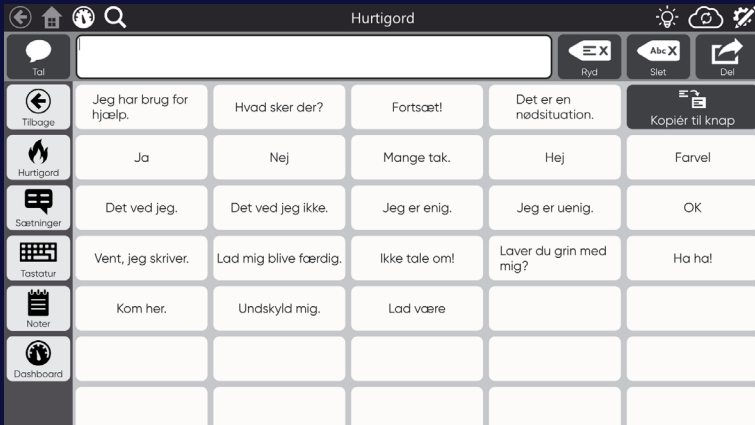 Hurtigord
Tal
Ryd
Abc
Slet
Del
Tilbage
Jeg har brug for
hjælp.
Hvad sker der?
Fortsæt!
Det er en
nødsituation.
Kopiér til knap
Hurtigord
Ja
Nej
Mange tak.
Hej
Farvel
Sætninger
Det ved jeg.
Det ved jeg ikke.
Jeg er enig.
Jeg er uenig.
OK
Tastatur
Vent, jeg skriver.
Lad mig blive færdig.
Ikke tale om!
Laver du grin med
mig?
Ha ha!
Noter
Kom her.
Undskyld mig.
Lad være
Dashboard